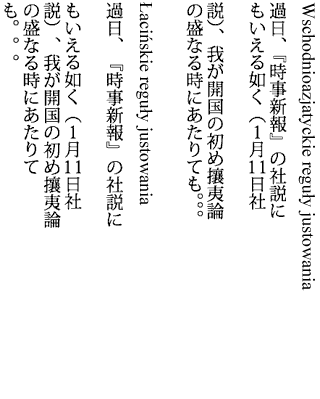 Wschodnioazjatyckie reguły justowania
過日、『時事新報』の社説に
もいえる如く（1月11日社
説）、我が開国の初め攘夷論
の盛なる時にあたりても。。。
Łacińskie reguły justowania
過日、『時事新報』の社説に
もいえる如く（1月11日社
説）、我が開国の初め攘夷論
の盛なる時にあたりて
も。。。